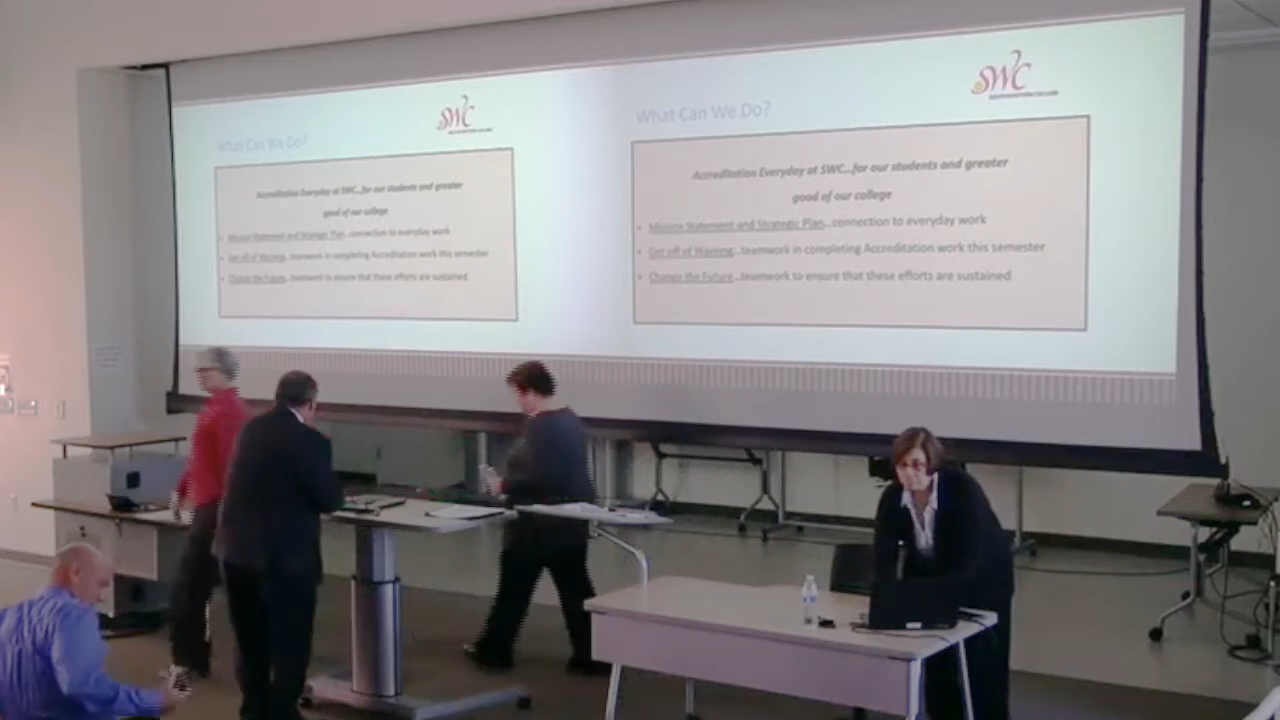 SWC
What Can We Do?
Accreditation Everyday at SWC...for our students and greater
good of our college
• Mission Statement and Strategic Plan...connection to everyday work
• Get off of Warning...teamwork in completing Accreditation work this semester
• Change the Future...teamwork to ensure that these efforts are sustained
SWC
What Can We Do?
Accreditation Everyday at SWC...for our students and greater
good of our college
• Mission Statement and Strategic Plan...connection to everyday work
• Get off of Warning...teamwork in completing Accreditation work this semester
• Change the Future...teamwork to ensure that these efforts are sustained